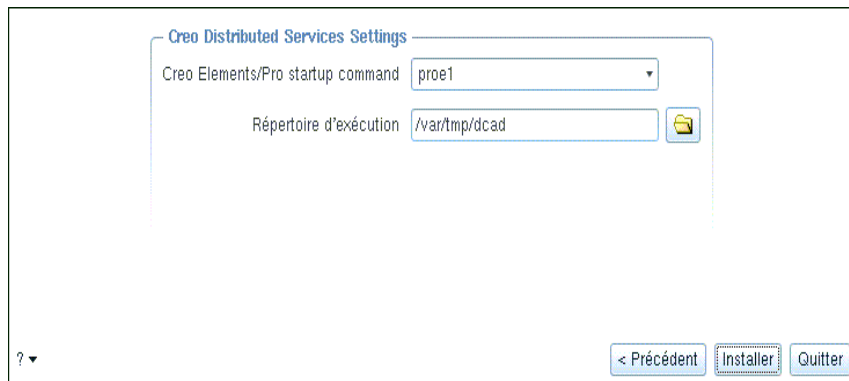 Creo Distributed Services Settings
Creo Elements/Pro startup command proe1
Répertoire d'exécution /var/tmp/dcad
? < Précédent Installer Quitter